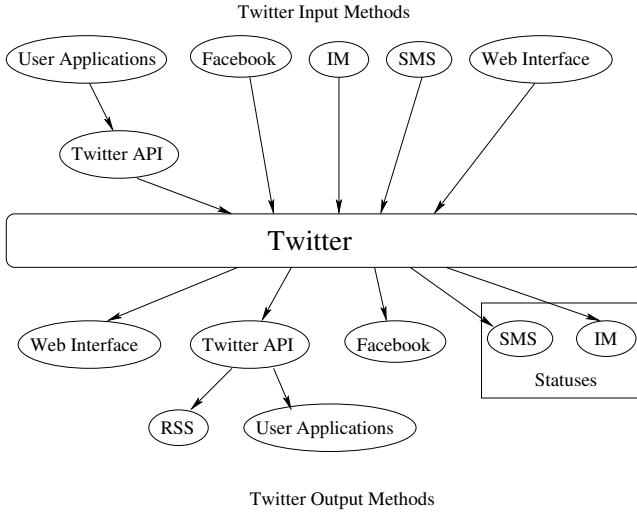 Twitter Input Methods
User Applications
Facebook
IM
SMS
Web Interface
Twitter API
Twitter
Web Interface
Twitter API
Facebook
SMS
IM
Statuses
RSS
User Applications
Twitter Output Methods